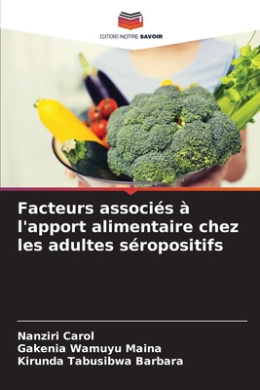 EDITIONS NOTRE SAVOIR
Facteurs associés à
l'apport alimentaire chez
les adultes séropositifs
Nanziri Carol
Gakenia Wamuyu Maina
Kirunda Tabusibwa Barbara